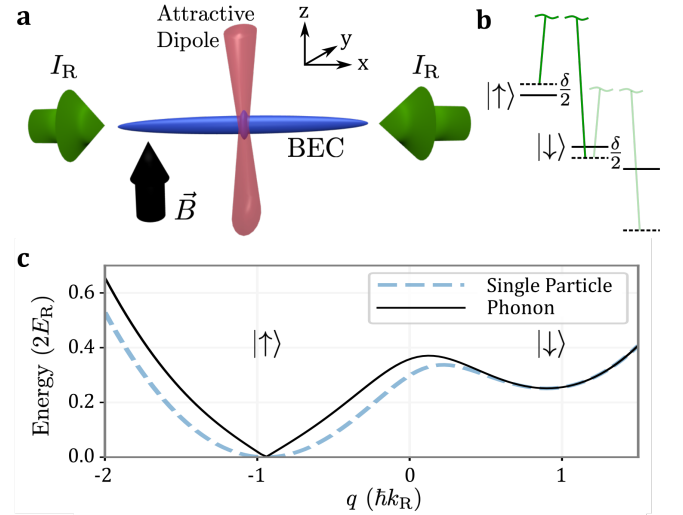 a
Attractive
Dipole
z
y
x
I_R
I_R
BEC
\vec{B}
b
δ/2
|↑⟩
|↓⟩
δ/2
c
Energy (2E_R)
0.6
0.4
0.2
0.0
Single Particle
Phonon
|↑⟩
|↓⟩
-2
-1
0
1
q (ℏk_R)